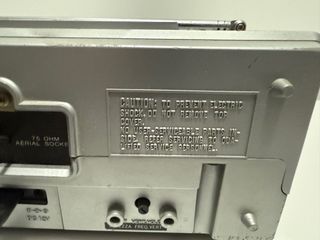 CAUTION: TO PREVENT ELECTRIC
SHOCK, DO NOT REMOVE TOP
COVER.
NO USER-SERVICEABLE PARTS IN-
SIDE. REFER SERVICING TO QUA-
LIFIED SERVICE PERSONNEL.
75 OHM
AERIAL SOCKE